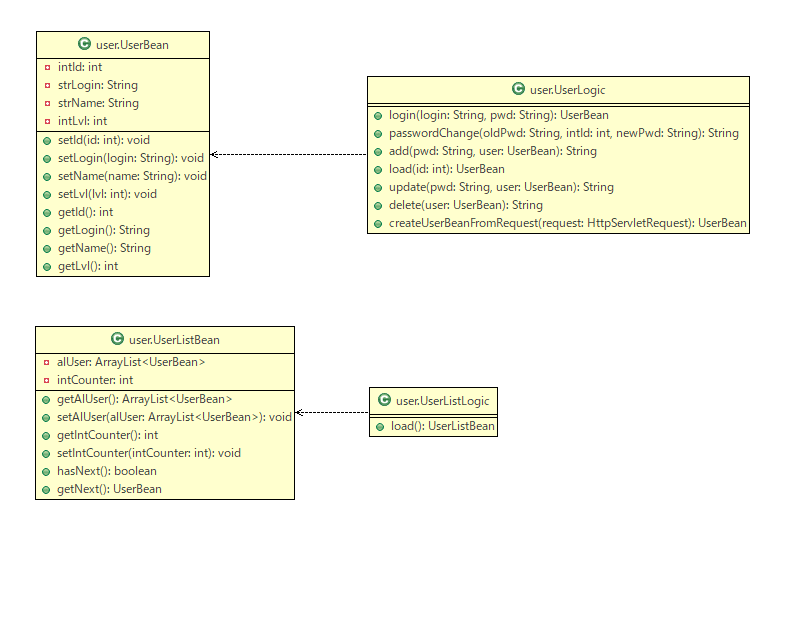 user.UserBean
intId: int
strLogin: String
strName: String
intLvl: int
setId(id: int): void
setLogin(login: String): void
setName(name: String): void
setLvl(lvl: int): void
getId(): int
getLogin(): String
getName(): String
getLvl(): int
user.UserLogic
login(login: String, pwd: String): UserBean
passwordChange(oldPwd: String, intId: int, newPwd: String): String
add(pwd: String, user: UserBean): String
load(id: int): UserBean
update(pwd: String, user: UserBean): String
delete(user: UserBean): String
createUserBeanFromRequest(request: HttpServletRequest): UserBean
user.UserListBean
alUser: ArrayList<UserBean>
intCounter: int
getAlUser(): ArrayList<UserBean>
setAlUser(alUser: ArrayList<UserBean>): void
getIntCounter(): int
setIntCounter(intCounter: int): void
hasNext(): boolean
getNext(): UserBean
user.UserListLogic
load(): UserListBean